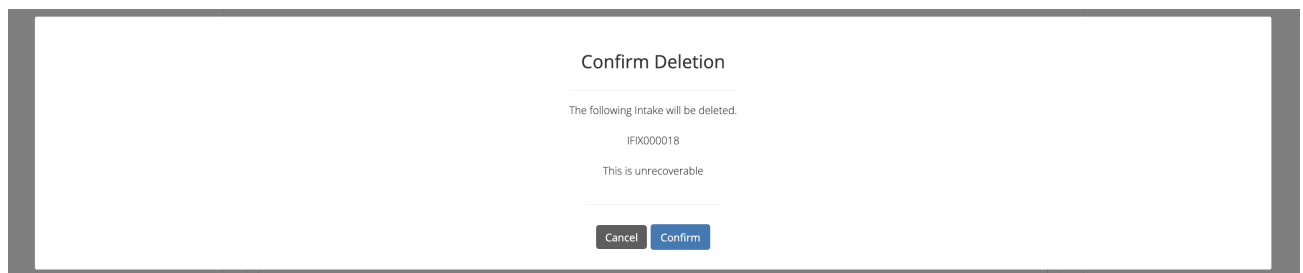 Confirm Deletion
The following Intake will be deleted.
IFIX000018
This is unrecoverable
Cancel Confirm